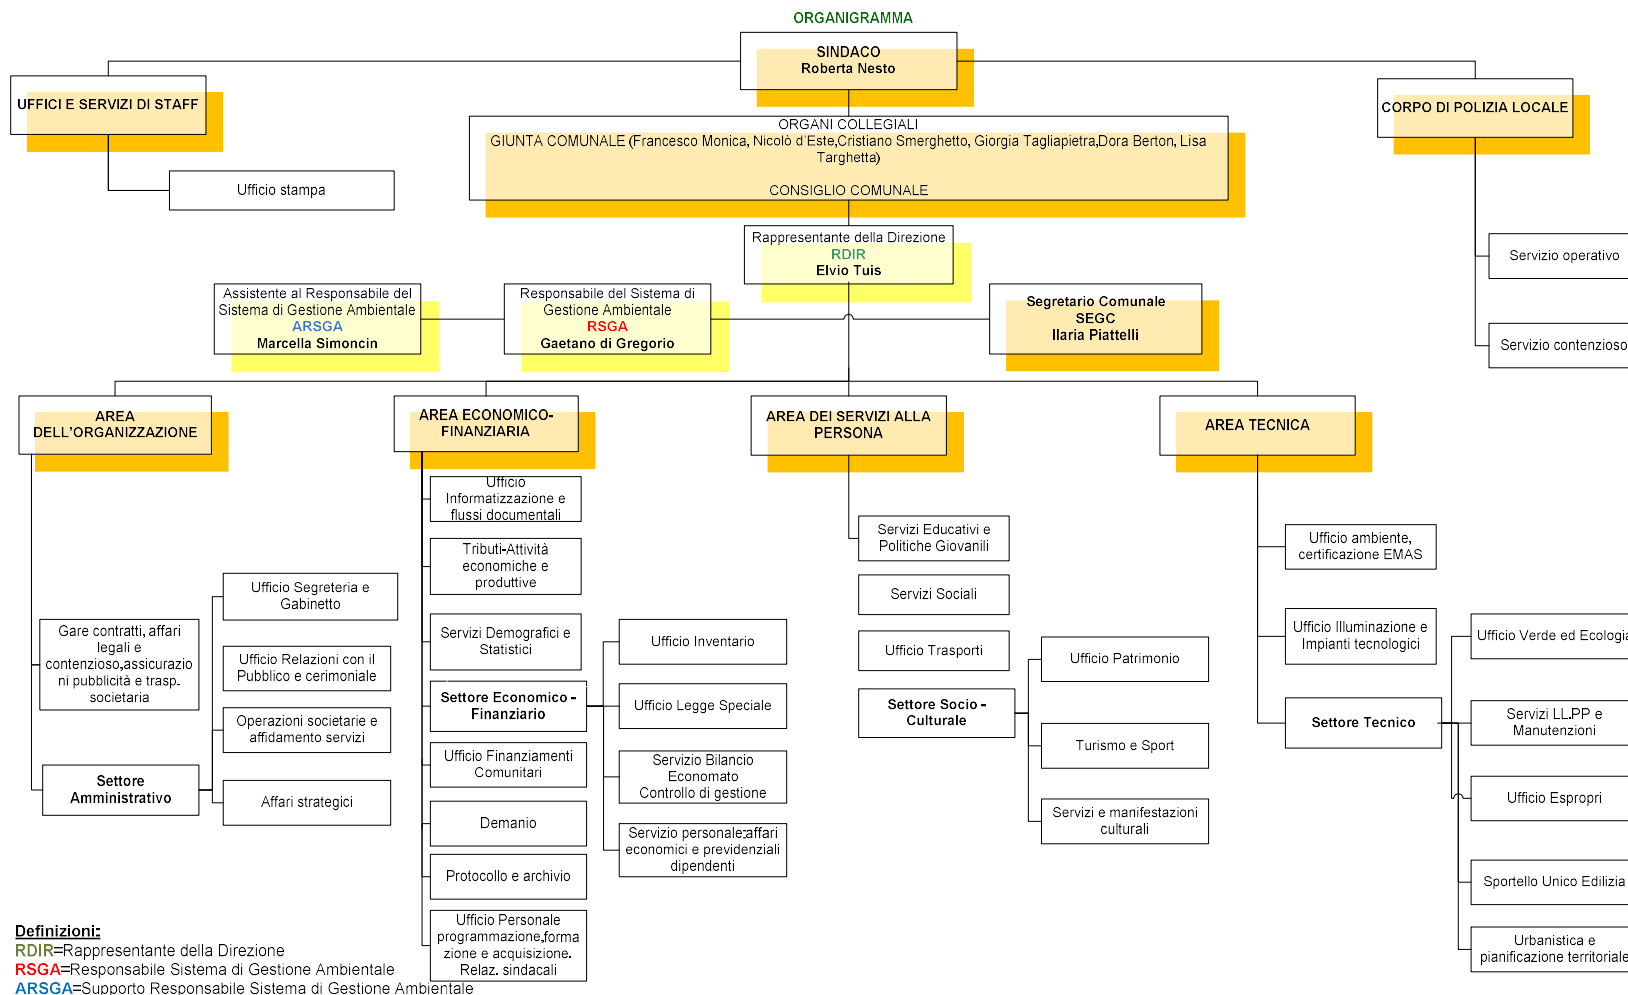 ORGANIGRAMMA
SINDACO
Roberta Nesto
UFFICI E SERVIZI DI STAFF
CORPO DI POLIZIA LOCALE
ORGANI COLLEGIALI
GIUNTA COMUNALE (Francesco Monica, Nicolò d'Este,Cristiano Smerghetto, Giorgia Tagliapietra,Dora Berton, Lisa
Targhetta)
CONSIGLIO COMUNALE
Ufficio stampa
Rappresentante della Direzione
RDIR
Elvio Tuis
Servizio operativo
Servizio contenzioso
Assistente al Responsabile del
Sistema di Gestione Ambientale
ARSGA
Marcella Simoncin
Responsabile del Sistema di
Gestione Ambientale
RSGA
Gaetano di Gregorio
Segretario Comunale
SEGC
Ilaria Piattelli
AREA
DELL'ORGANIZZAZIONE
AREA ECONOMICO-
FINANZIARIA
AREA DEI SERVIZI ALLA
PERSONA
AREA TECNICA
Gare contratti, affari
legali e
contenzioso,assicurazio
ni pubblicità e trasp.
societaria
Settore
Amministrativo
Ufficio Segreteria e
Gabinetto
Ufficio Relazioni con il
Pubblico e cerimoniale
Operazioni societarie e
affidamento servizi
Affari strategici
Ufficio
Informatizzazione e
flussi documentali
Tributi-Attività
economiche e
produttive
Servizi Demografici e
Statistici
Settore Economico -
Finanziario
Ufficio Finanziamenti
Comunitari
Demanio
Protocollo e archivio
Ufficio Personale
programmazione,forma
zione e acquisizione.
Relaz. sindacali
Ufficio Inventario
Ufficio Legge Speciale
Servizio Bilancio
Economato
Controllo di gestione
Servizio personale:affari
economici e previdenziali
dipendenti
Servizi Educativi e
Politiche Giovanili
Servizi Sociali
Ufficio Trasporti
Settore Socio -
Culturale
Ufficio Patrimonio
Turismo e Sport
Servizi e manifestazioni
culturali
Ufficio ambiente,
certificazione EMAS
Ufficio Illuminazione e
Impianti tecnologici
Settore Tecnico
Ufficio Verde ed Ecologia
Servizi LL.PP e
Manutenzioni
Ufficio Espropri
Sportello Unico Edilizia
Urbanistica e
pianificazione territoriale
Definizioni:
RDIR=Rappresentante della Direzione
RSGA=Responsabile Sistema di Gestione Ambientale
ARSGA=Supporto Responsabile Sistema di Gestione Ambientale